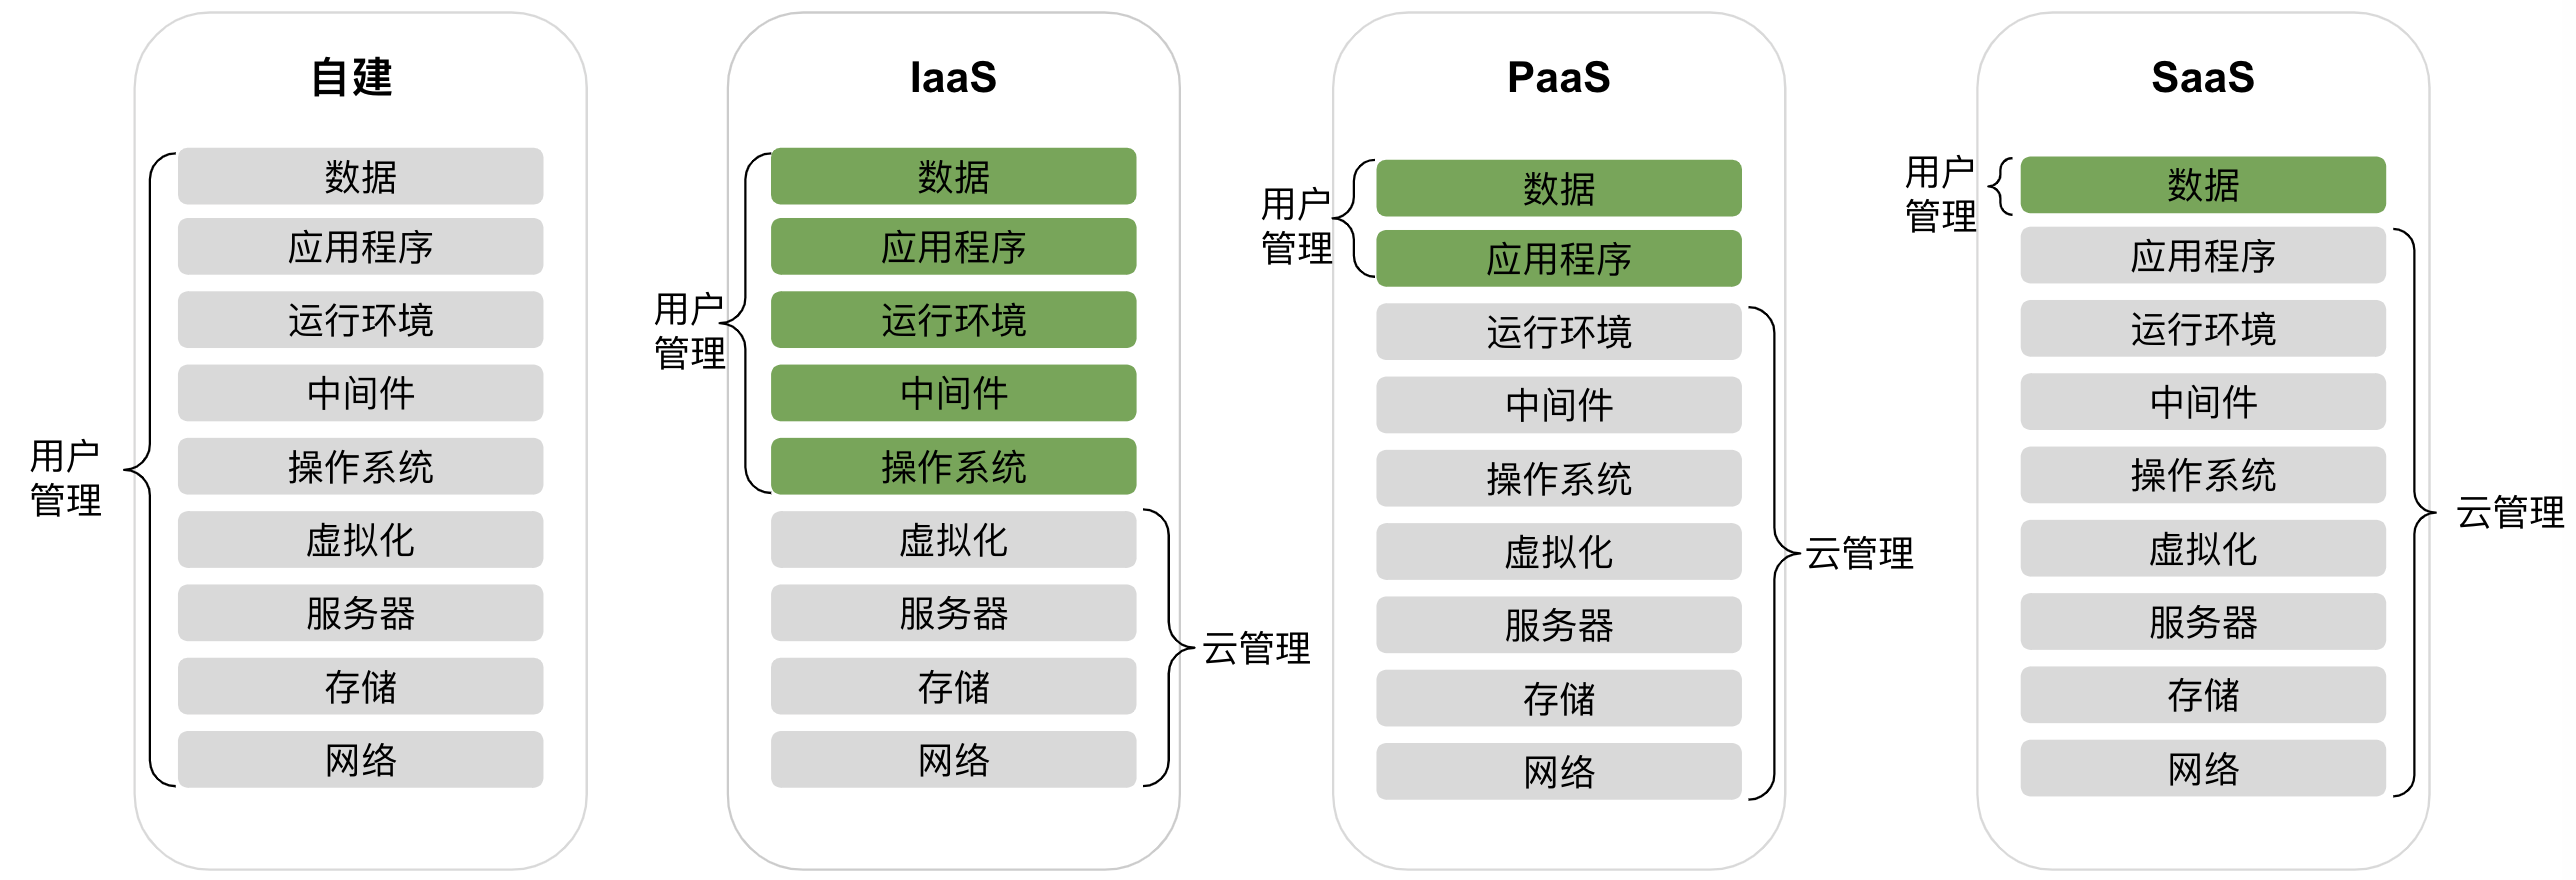 自建
用户
管理
数据
应用程序
运行环境
中间件
操作系统
虚拟化
服务器
存储
网络
IaaS
用户
管理
数据
应用程序
运行环境
中间件
操作系统
虚拟化
服务器
存储
网络
云管理
PaaS
用户
管理
数据
应用程序
运行环境
中间件
操作系统
虚拟化
服务器
存储
网络
云管理
SaaS
用户
管理
数据
应用程序
运行环境
中间件
操作系统
虚拟化
服务器
存储
网络
云管理